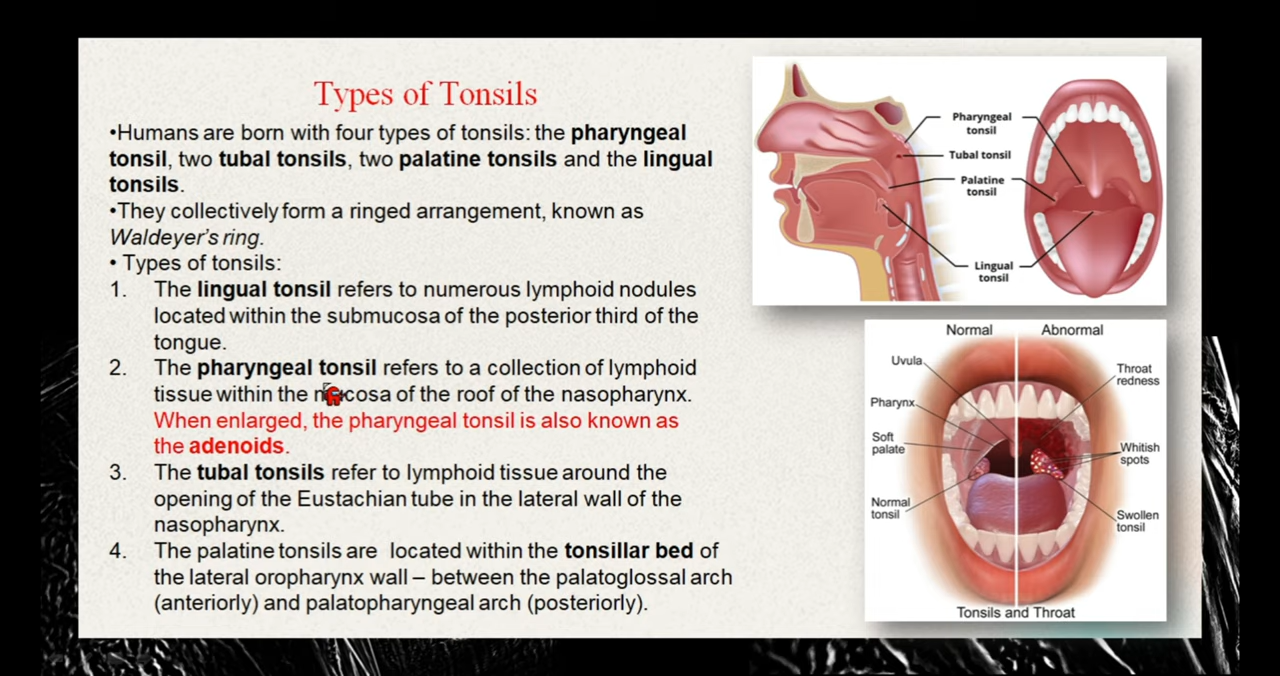 Types of Tonsils
•Humans are born with four types of tonsils: the pharyngeal
tonsil, two tubal tonsils, two palatine tonsils and the lingual
tonsils.
•They collectively form a ringed arrangement, known as
Waldeyer's ring.
• Types of tonsils:
1. The lingual tonsil refers to numerous lymphoid nodules
located within the submucosa of the posterior third of the
tongue.
2. The pharyngeal tonsil refers to a collection of lymphoid
tissue within the mucosa of the roof of the nasopharynx.
When enlarged, the pharyngeal tonsil is also known as
the adenoids.
3. The tubal tonsils refer to lymphoid tissue around the
opening of the Eustachian tube in the lateral wall of the
nasopharynx.
4. The palatine tonsils are located within the tonsillar bed of
the lateral oropharynx wall – between the palatoglossal arch
(anteriorly) and palatopharyngeal arch (posteriorly).
Pharyngeal
tonsil
Tubal tonsil
Palatine
tonsil
Lingual
tonsil
Normal
Abnormal
Uvula
Pharynx
Soft
palate
Normal
tonsil
Throat
redness
Whitish
spots
Swollen
tonsil
Tonsils and Throat